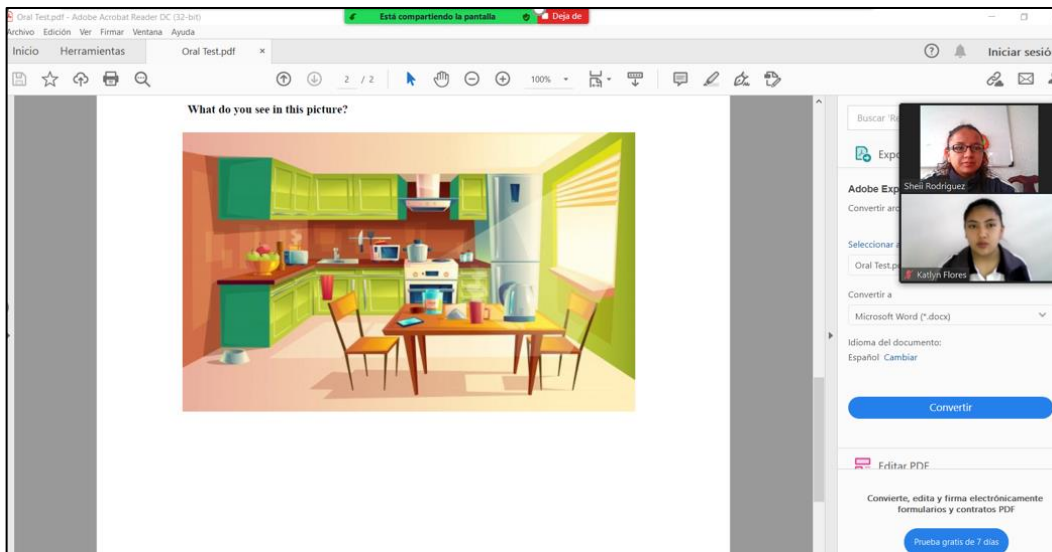 Oral Test.pdf - Adobe Acrobat Reader DC (32-bit)
Está compartiendo la pantalla
Deja de
Archivo Edición Ver Firmar Ventana Ayuda
Inicio Herramientas Oral Test.pdf × Iniciar sesió
2 / 2 100%
What do you see in this picture?
Buscar
Sheii Rodriguez
Adobe Exp
Convertir
Katlyn Flores
Seleccionar
Oral Test.p
Convertir a
Microsoft Word (*.docx)
Idioma del documento:
Español Cambiar
Convertir
Editar PDF
Convierte, edita y firma electrónicamente
formularios y contratos PDF
Prueba gratis de 7 días